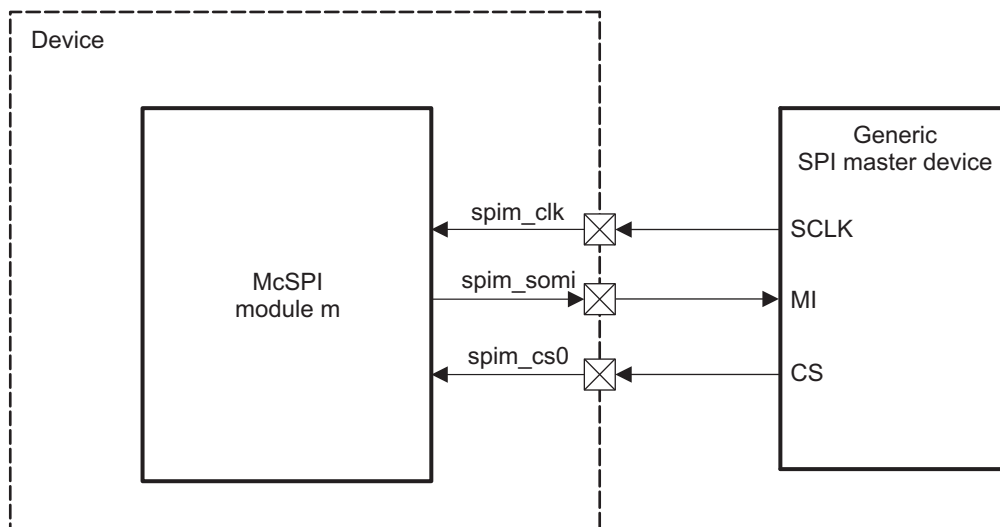 Device
Generic
SPI master device
spim_clk
SCLK
McSPI
module m
spim_somi
MI
spim_cs0
CS